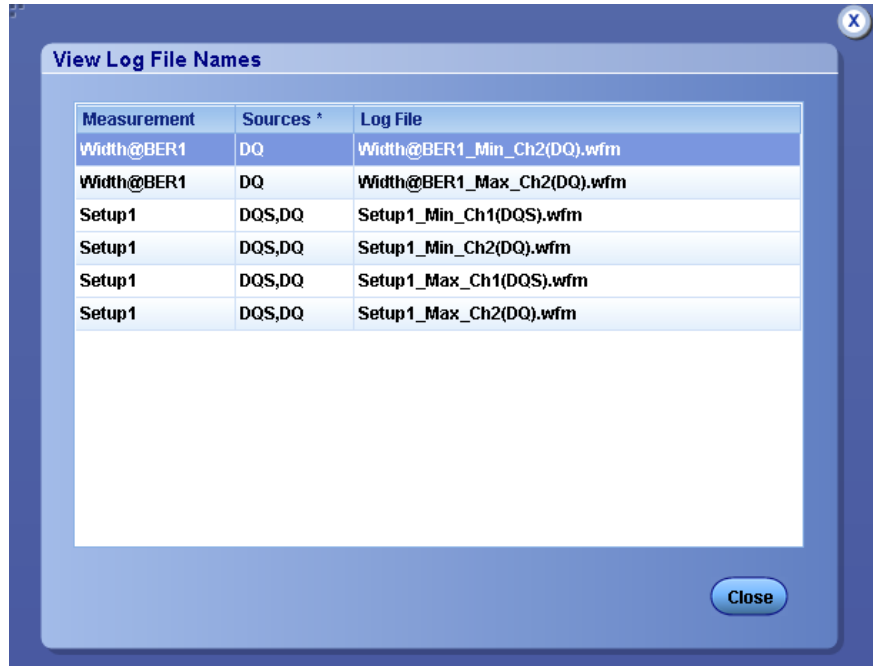 X
View Log File Names
Measurement Sources * Log File
Width@BER1 DQ Width@BER1_Min_Ch2(DQ).wfm
Width@BER1 DQ Width@BER1_Max_Ch2(DQ).wfm
Setup1 DQS,DQ Setup1_Min_Ch1(DQS).wfm
Setup1 DQS,DQ Setup1_Min_Ch2(DQ).wfm
Setup1 DQS,DQ Setup1_Max_Ch1(DQS).wfm
Setup1 DQS,DQ Setup1_Max_Ch2(DQ).wfm
Close